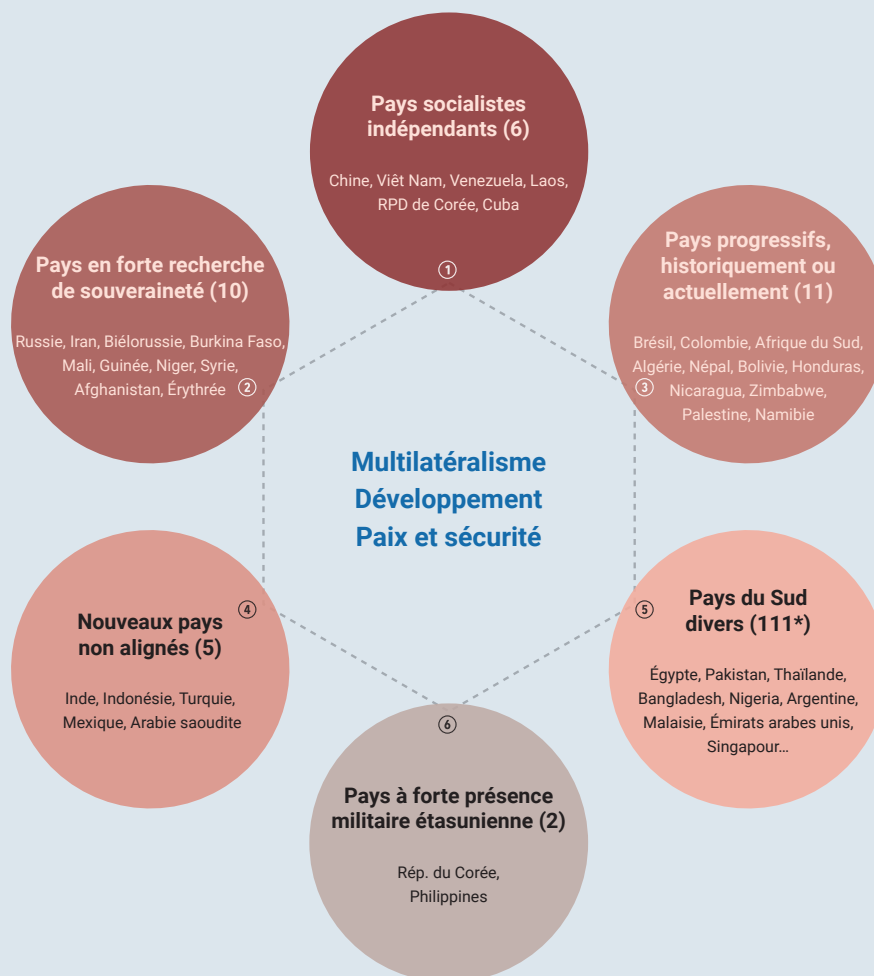 Pays socialistes
indépendants (6)
Chine, Viêt Nam, Venezuela, Laos,
RPD de Corée, Cuba
①
Pays en forte recherche
de souveraineté (10)
Russie, Iran, Biélorussie, Burkina Faso,
Mali, Guinée, Niger, Syrie,
Afghanistan, Érythrée
②
Pays progressifs,
historiquement ou
actuellement (11)
Brésil, Colombie, Afrique du Sud,
Algérie, Népal, Bolivie, Honduras,
Nicaragua, Zimbabwe,
Palestine, Namibie
③
Multilatéralisme
Développement
Paix et sécurité
④
Nouveaux pays
non alignés (5)
Inde, Indonésie, Turquie,
Mexique, Arabie saoudite
⑤
Pays du Sud
divers (111*)
Égypte, Pakistan, Thaïlande,
Bangladesh, Nigeria, Argentine,
Malaisie, Émirats arabes unis,
Singapour…
⑥
Pays à forte présence
militaire étasunienne (2)
Rép. du Corée,
Philippines